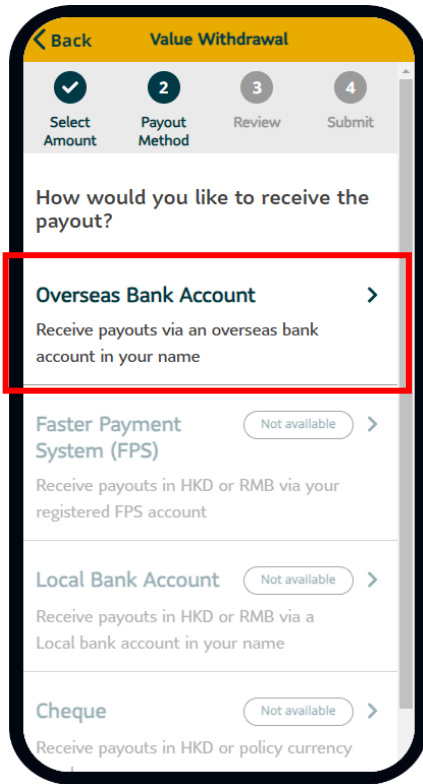 Back Value Withdrawal
2 3 4
Select Payout Review Submit
Amount Method
How would you like to receive the
payout?
Overseas Bank Account
Receive payouts via an overseas bank
account in your name
Faster Payment Not available
System (FPS)
Receive payouts in HKD or RMB via your
registered FPS account
Local Bank Account Not available
Receive payouts in HKD or RMB via a
Local bank account in your name
Cheque Not available
Receive payouts in HKD or policy currency